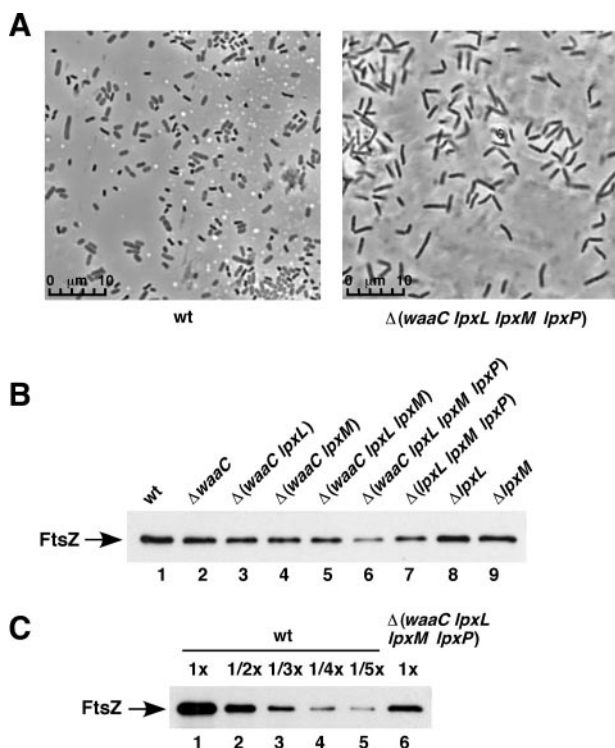 A
0 μm 10
0 μm 10
wt
Δ(waaC lpxL lpxM lpxP)
B
wt
ΔwaaC
Δ(waaC lpxL)
Δ(waaC lpxM)
Δ(waaC lpxL lpxM)
Δ(waaC lpxL lpxM lpxP)
Δ(lpxL lpxM lpxP)
ΔlpxL
ΔlpxM
FtsZ
1 2 3 4 5 6 7 8 9
C
Δ(waaC lpxL
wt lpxM lpxP)
1x 1/2x 1/3x 1/4x 1/5x 1x
FtsZ
1 2 3 4 5 6